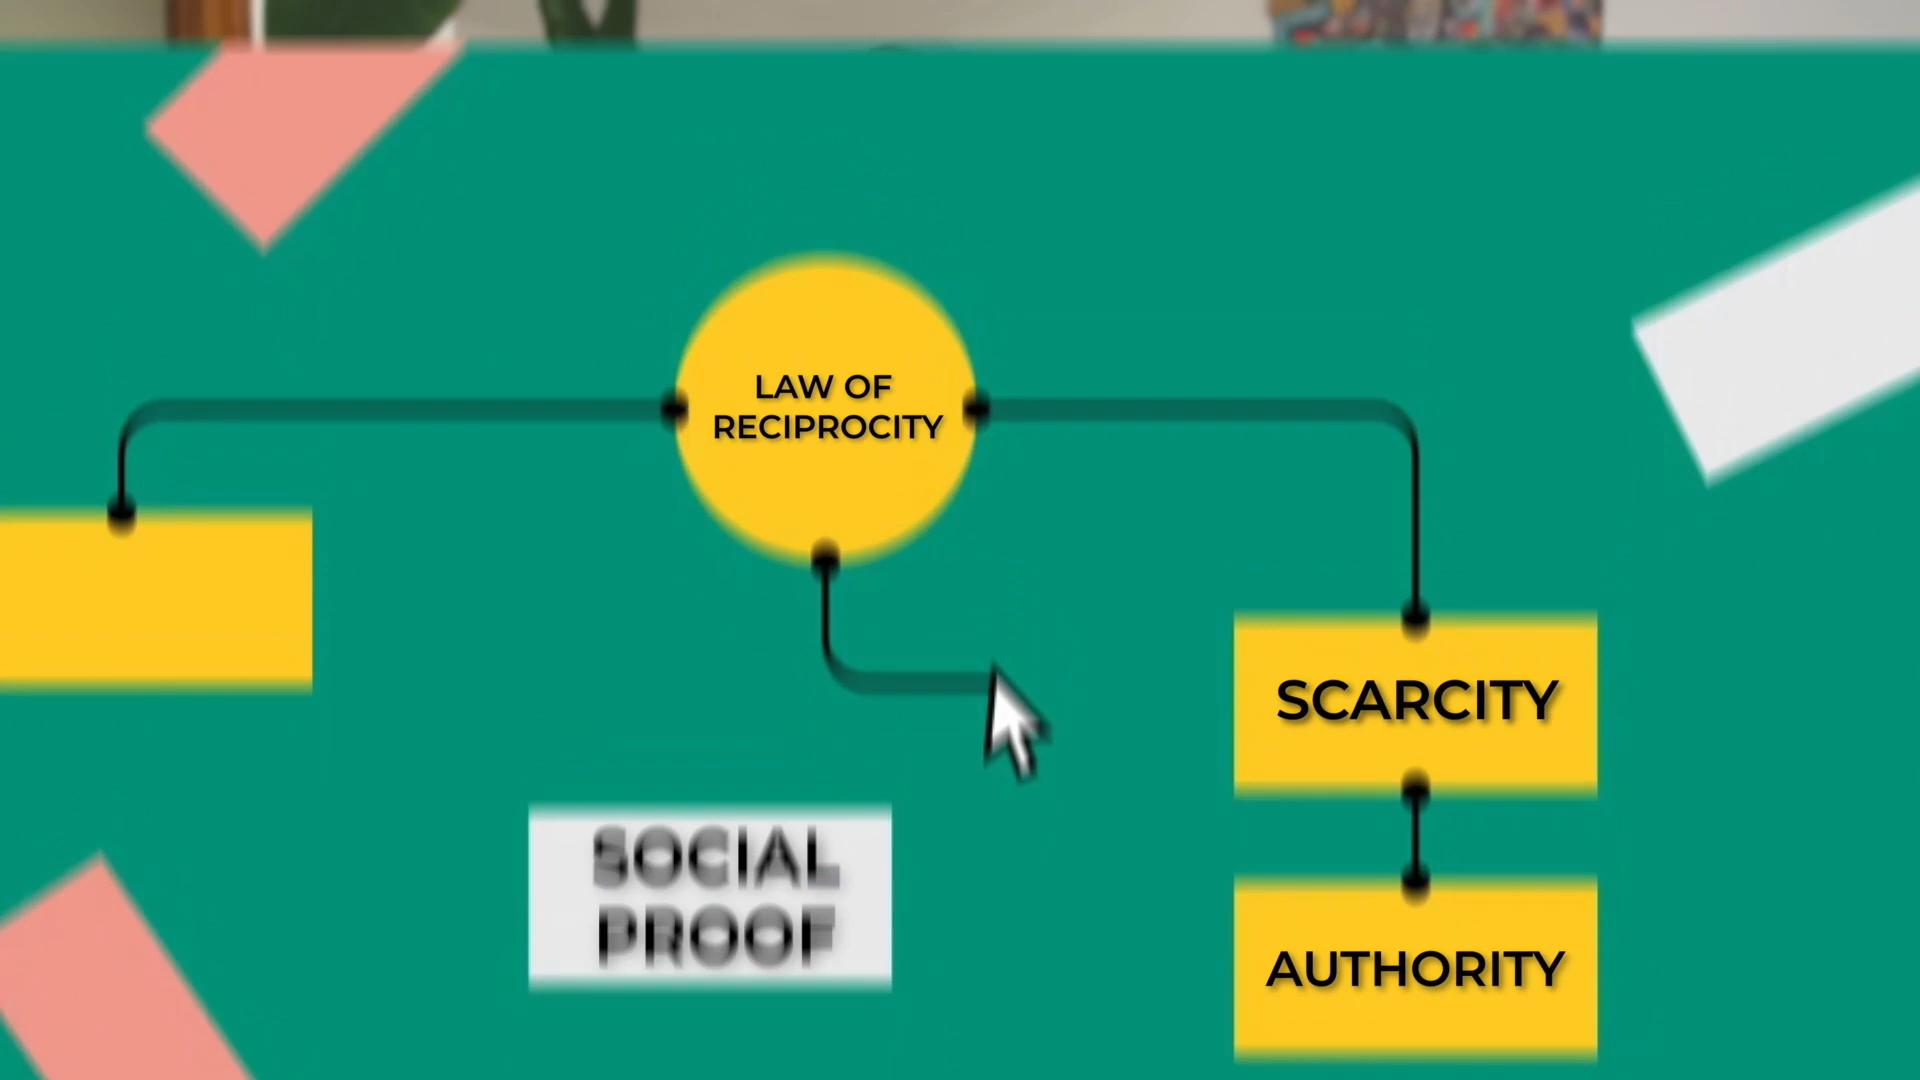 LAW OF
RECIPROCITY
SCARCITY
SOCIAL
PROOF
AUTHORITY